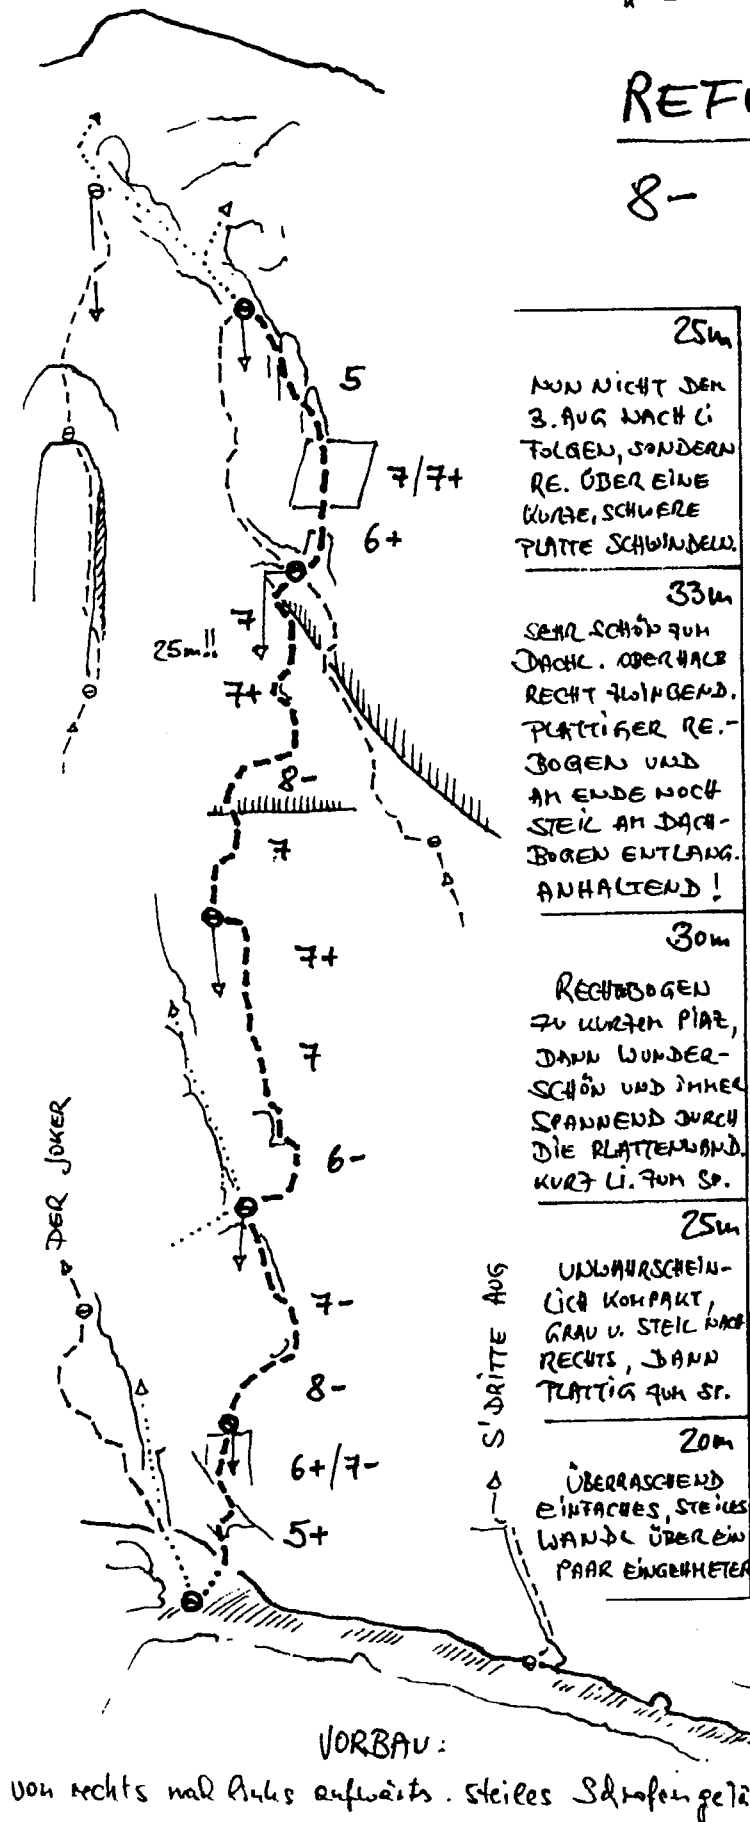 REF
8-
25m
NUN NICHT DEM
3. AUG NACH Li
FOLGEN, SONDERN
RE. ÜBER EINE
KURZE, SCHWERE
PLATTE SCHWINDELN.
5
7/7+
6+
33m
SEHR SCHÖN ZUM
DACHL. OBERHALB
RECHT ZWINGEND.
PLATTIGER RE.-
BOGEN UND
AM ENDE NOCH
STEIL AM DACH-
BOGEN ENTLANG.
ANHALTEND!
7
25m!!
7+
8-
7
30m
RECHTSBOGEN
ZU KURZEM PIAZ,
DANN WUNDER-
SCHÖN UND IMMER
SPANNEND DURCH
DIE PLATTENWAND.
KURZ Li. ZUM SP.
7+
7
6-
DER JOKER
25m
UNWAHRSCHEIN-
LICH KOMPAKT,
GRAU U. STEIL NACH
RECHTS, DANN
PLATTIG ZUM ST.
7-
8-
S'DRITTE AUG
20m
ÜBERRASCHEND
EINFACHES, STEILES
WANDL ÜBER EIN
PAAR EINGEHMETER
6+/7-
5+
VORBAU:
von rechts nach links aufwärts. steiles Schrofengelä